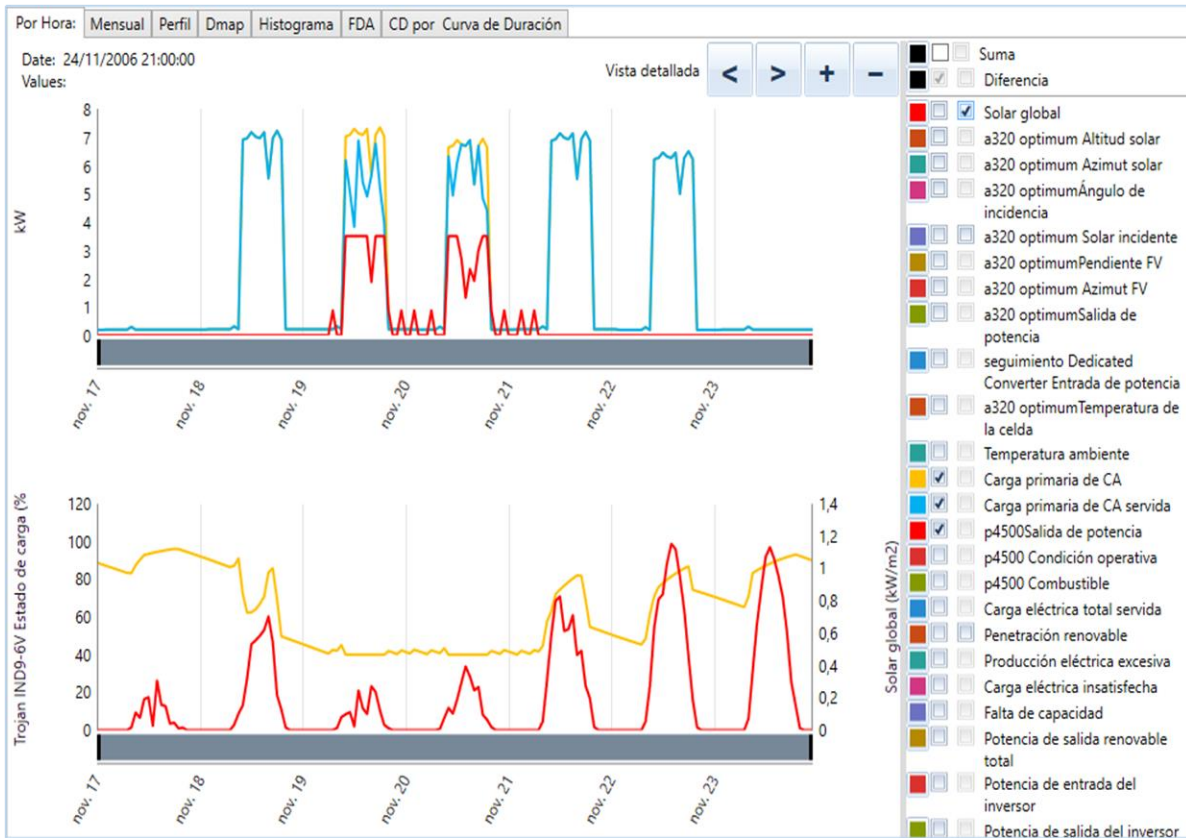 Por Hora:
Mensual
Perfil
Dmap
Histograma
FDA
CD por Curva de Duración
Date: 24/11/2006 21:00:00
Values:
Vista detallada
<
>
+
−
8
7
6
5
4
3
2
1
0
kW
nov. 17
nov. 18
nov. 19
nov. 20
nov. 21
nov. 22
nov. 23
Trojan IND9-6V Estado de carga (%
120
100
80
60
40
20
0
1,4
1,2
1
0,8
0,6
0,4
0,2
0
Solar global (kW/m2)
nov. 17
nov. 18
nov. 19
nov. 20
nov. 21
nov. 22
nov. 23
Suma
Diferencia
Solar global
a320 optimum Altitud solar
a320 optimum Azimut solar
a320 optimumÁngulo de
incidencia
a320 optimum Solar incidente
a320 optimumPendiente FV
a320 optimum Azimut FV
a320 optimumSalida de
potencia
seguimiento Dedicated
Converter Entrada de potencia
a320 optimumTemperatura de
la celda
Temperatura ambiente
Carga primaria de CA
Carga primaria de CA servida
p4500Salida de potencia
p4500 Condición operativa
p4500 Combustible
Carga eléctrica total servida
Penetración renovable
Producción eléctrica excesiva
Carga eléctrica insatisfecha
Falta de capacidad
Potencia de salida renovable
total
Potencia de entrada del
inversor
Potencia de salida del inversor